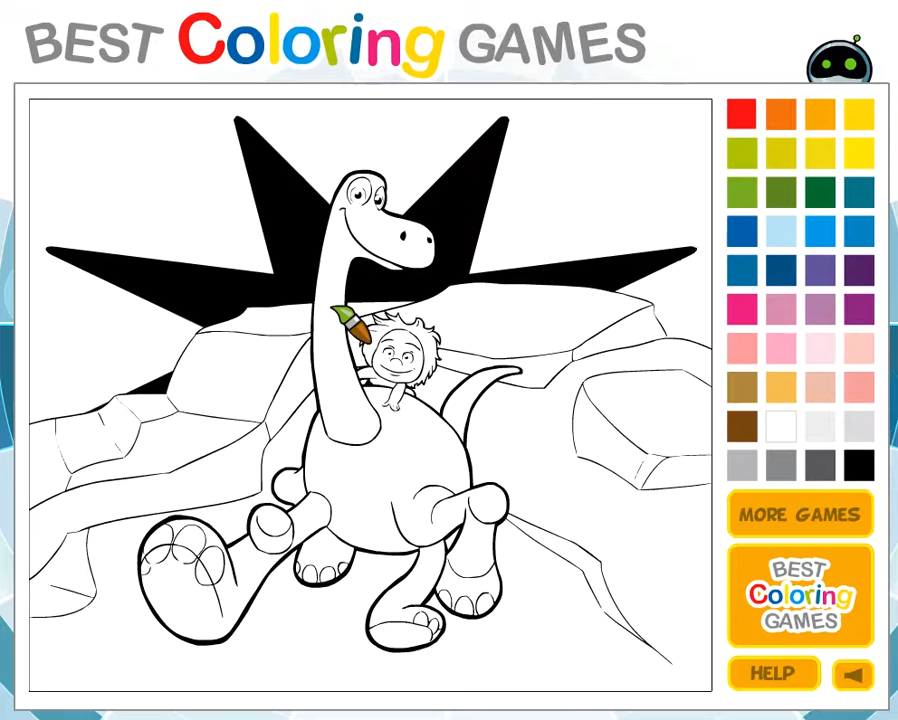 BEST Coloring GAMES
MORE GAMES
BEST
Coloring
GAMES
HELP